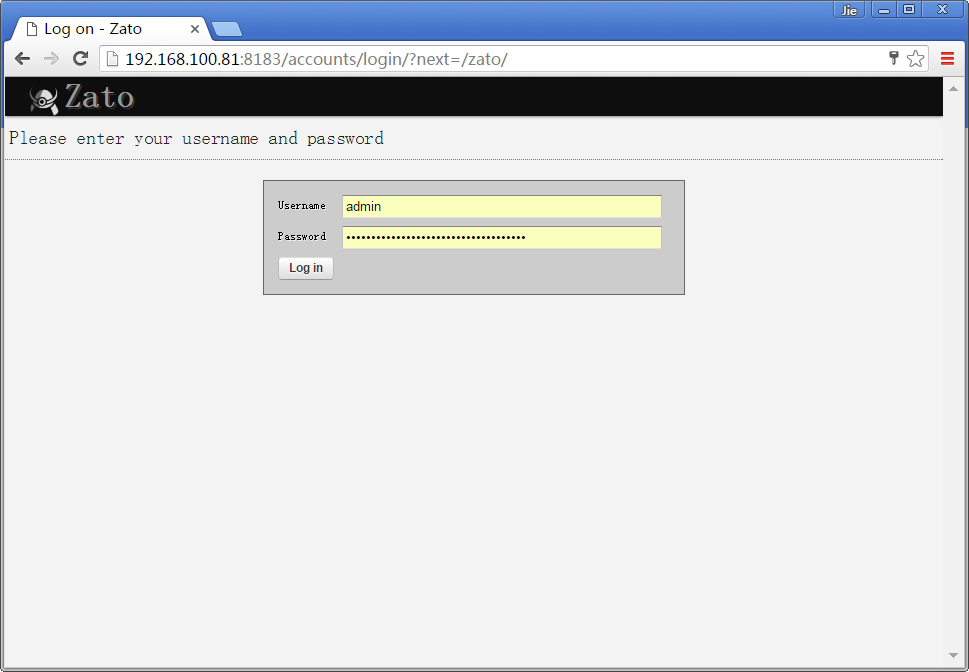 Jie
Log on - Zato
192.168.100.81:8183/accounts/login/?next=/zato/
Zato
Please enter your username and password
Username admin
Password ••••••••••••••••••••••••••••••••••••
Log in